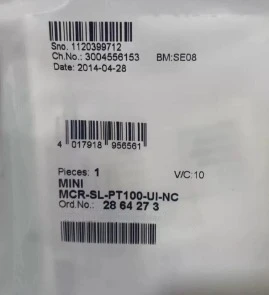 Sno. 1120399712
Ch.No.: 3004556153 BM:SE08
Date: 2014-04-28
4 017918 956561
Pieces: 1 V/C:10
MINI
MCR-SL-PT100-UI-NC
Ord.No.: 28 64 27 3